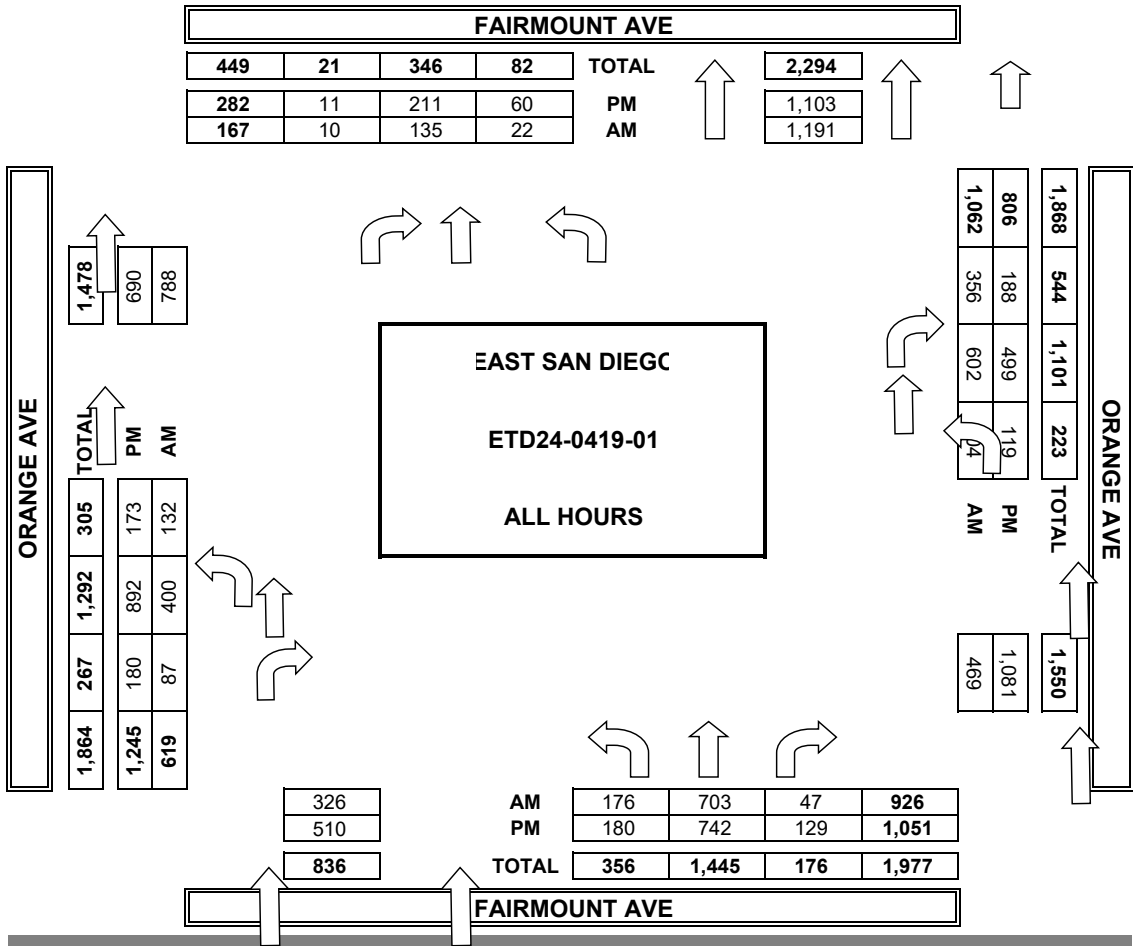 FAIRMOUNT AVE
449 21 346 82 TOTAL 2,294
282 11 211 60 PM 1,103
167 10 135 22 AM 1,191
ORANGE AVE
1,478
690
788
TOTAL
PM
AM
305 1,292 267 1,864
173 892 180 1,245
132 400 87 619
EAST SAN DIEGO
ETD24-0419-01
ALL HOURS
1,868 544 1,101 223 TOTAL
806 188 499 119 PM
1,062 356 602 AM
1,550
1,081
469
ORANGE AVE
326 AM 176 703 47 926
510 PM 180 742 129 1,051
836 TOTAL 356 1,445 176 1,977
FAIRMOUNT AVE